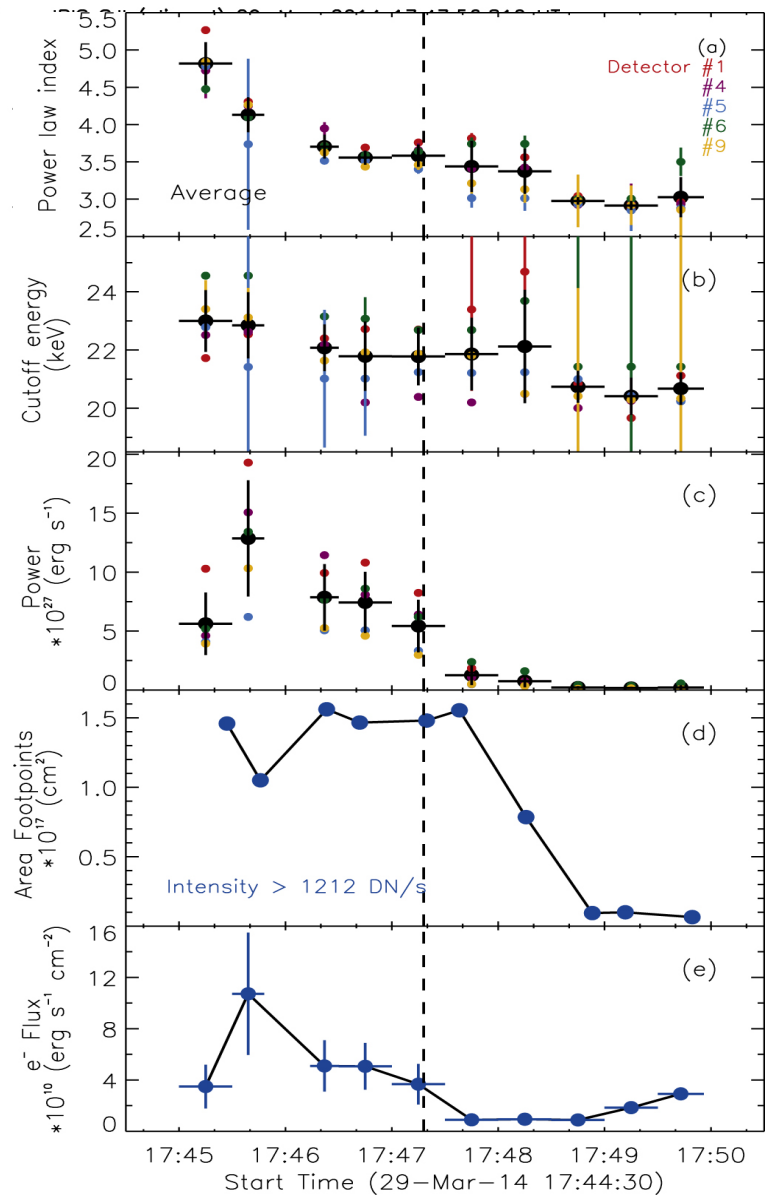 5.5
5.0
4.5
4.0
3.5
3.0
2.5
Power law index
(a)
Detector #1
#4
#5
#6
#9
Average
24
22
20
Cutoff energy
(keV)
(b)
20
15
10
5
0
Power
*10²⁷ (erg s⁻¹)
(c)
1.5
1.0
0.5
Area Footpoints
*10¹⁷ (cm²)
(d)
Intensity > 1212 DN/s
16
12
8
4
0
e⁻ Flux
*10¹⁰ (erg s⁻¹ cm⁻²)
(e)
17:45 17:46 17:47 17:48 17:49 17:50
Start Time (29-Mar-14 17:44:30)